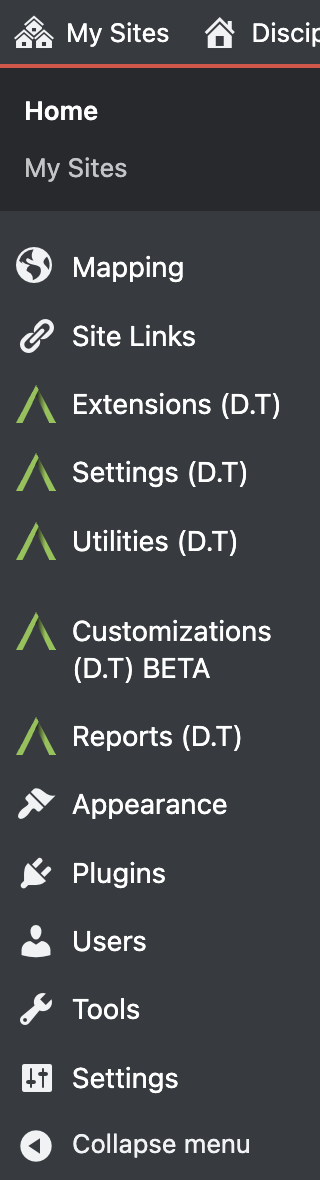 My Sites
Home
My Sites
Mapping
Site Links
Extensions (D.T)
Settings (D.T)
Utilities (D.T)
Customizations
(D.T) BETA
Reports (D.T)
Appearance
Plugins
Users
Tools
Settings
Collapse menu